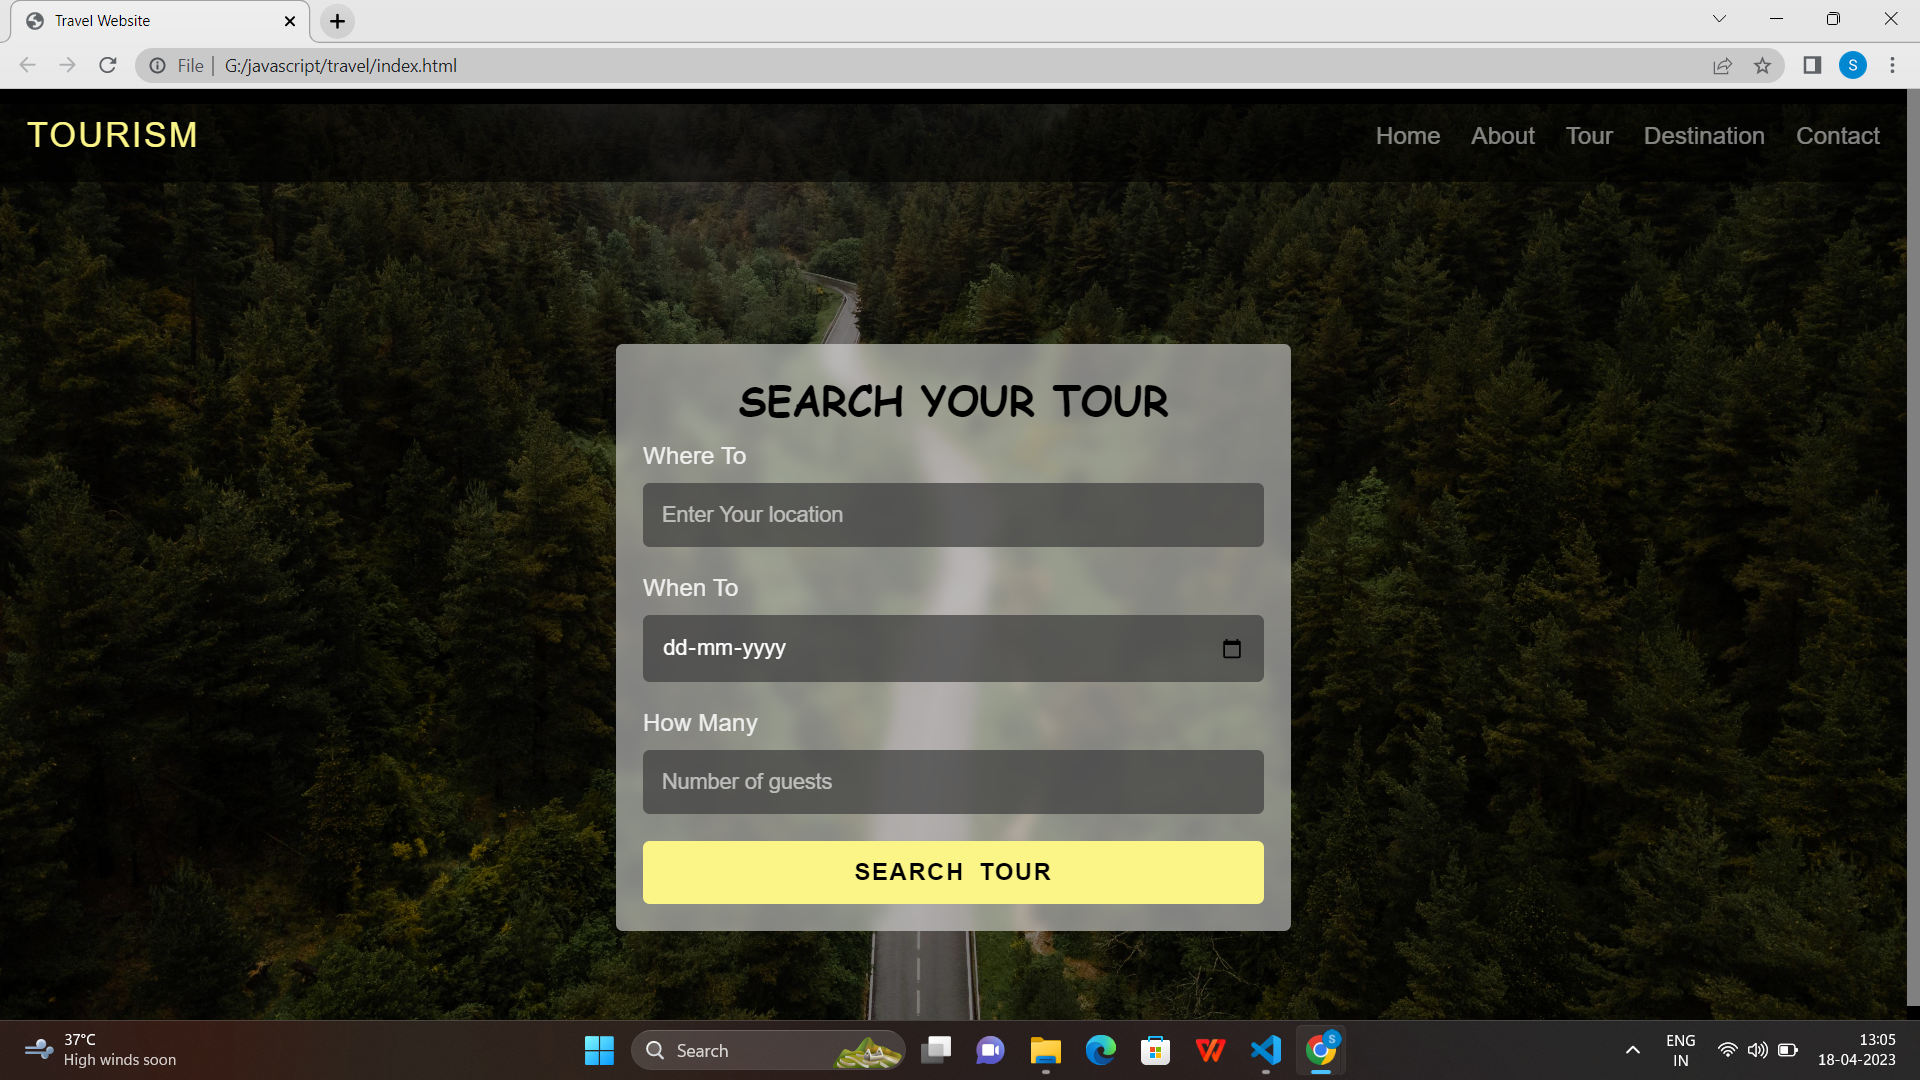 Travel Website
File | G:/javascript/travel/index.html
S
TOURISM
Home About Tour Destination Contact
SEARCH YOUR TOUR
Where To
Enter Your location
When To
dd-mm-yyyy
How Many
Number of guests
SEARCH TOUR
37°C
High winds soon
Search
S
ENG
IN
13:05
18-04-2023